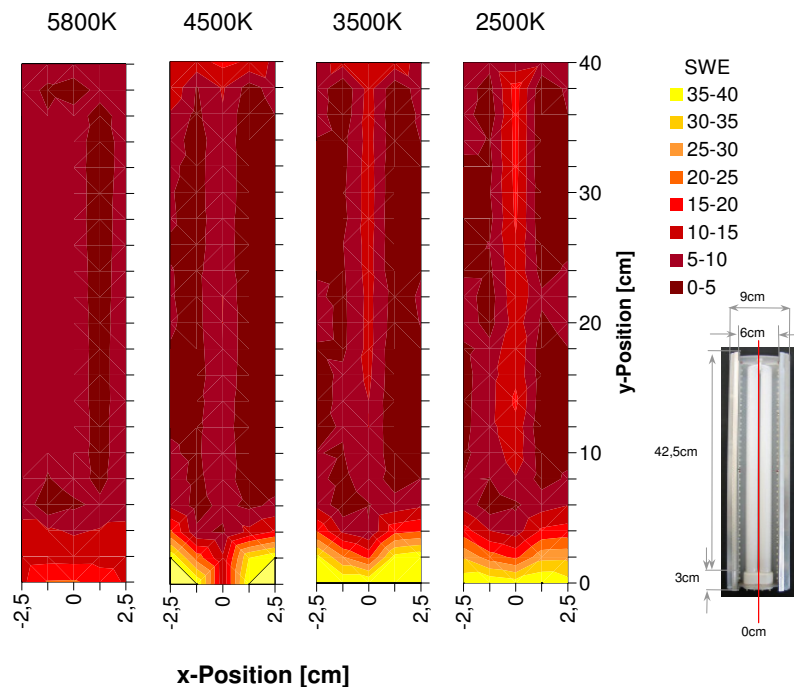 5800K 4500K 3500K 2500K
40
30
20
10
0
y-Position [cm]
-2,5 0 2,5 -2,5 0 2,5 -2,5 0 2,5 -2,5 0 2,5
x-Position [cm]
SWE
35-40
30-35
25-30
20-25
15-20
10-15
5-10
0-5
9cm
6cm
42,5cm
3cm
0cm